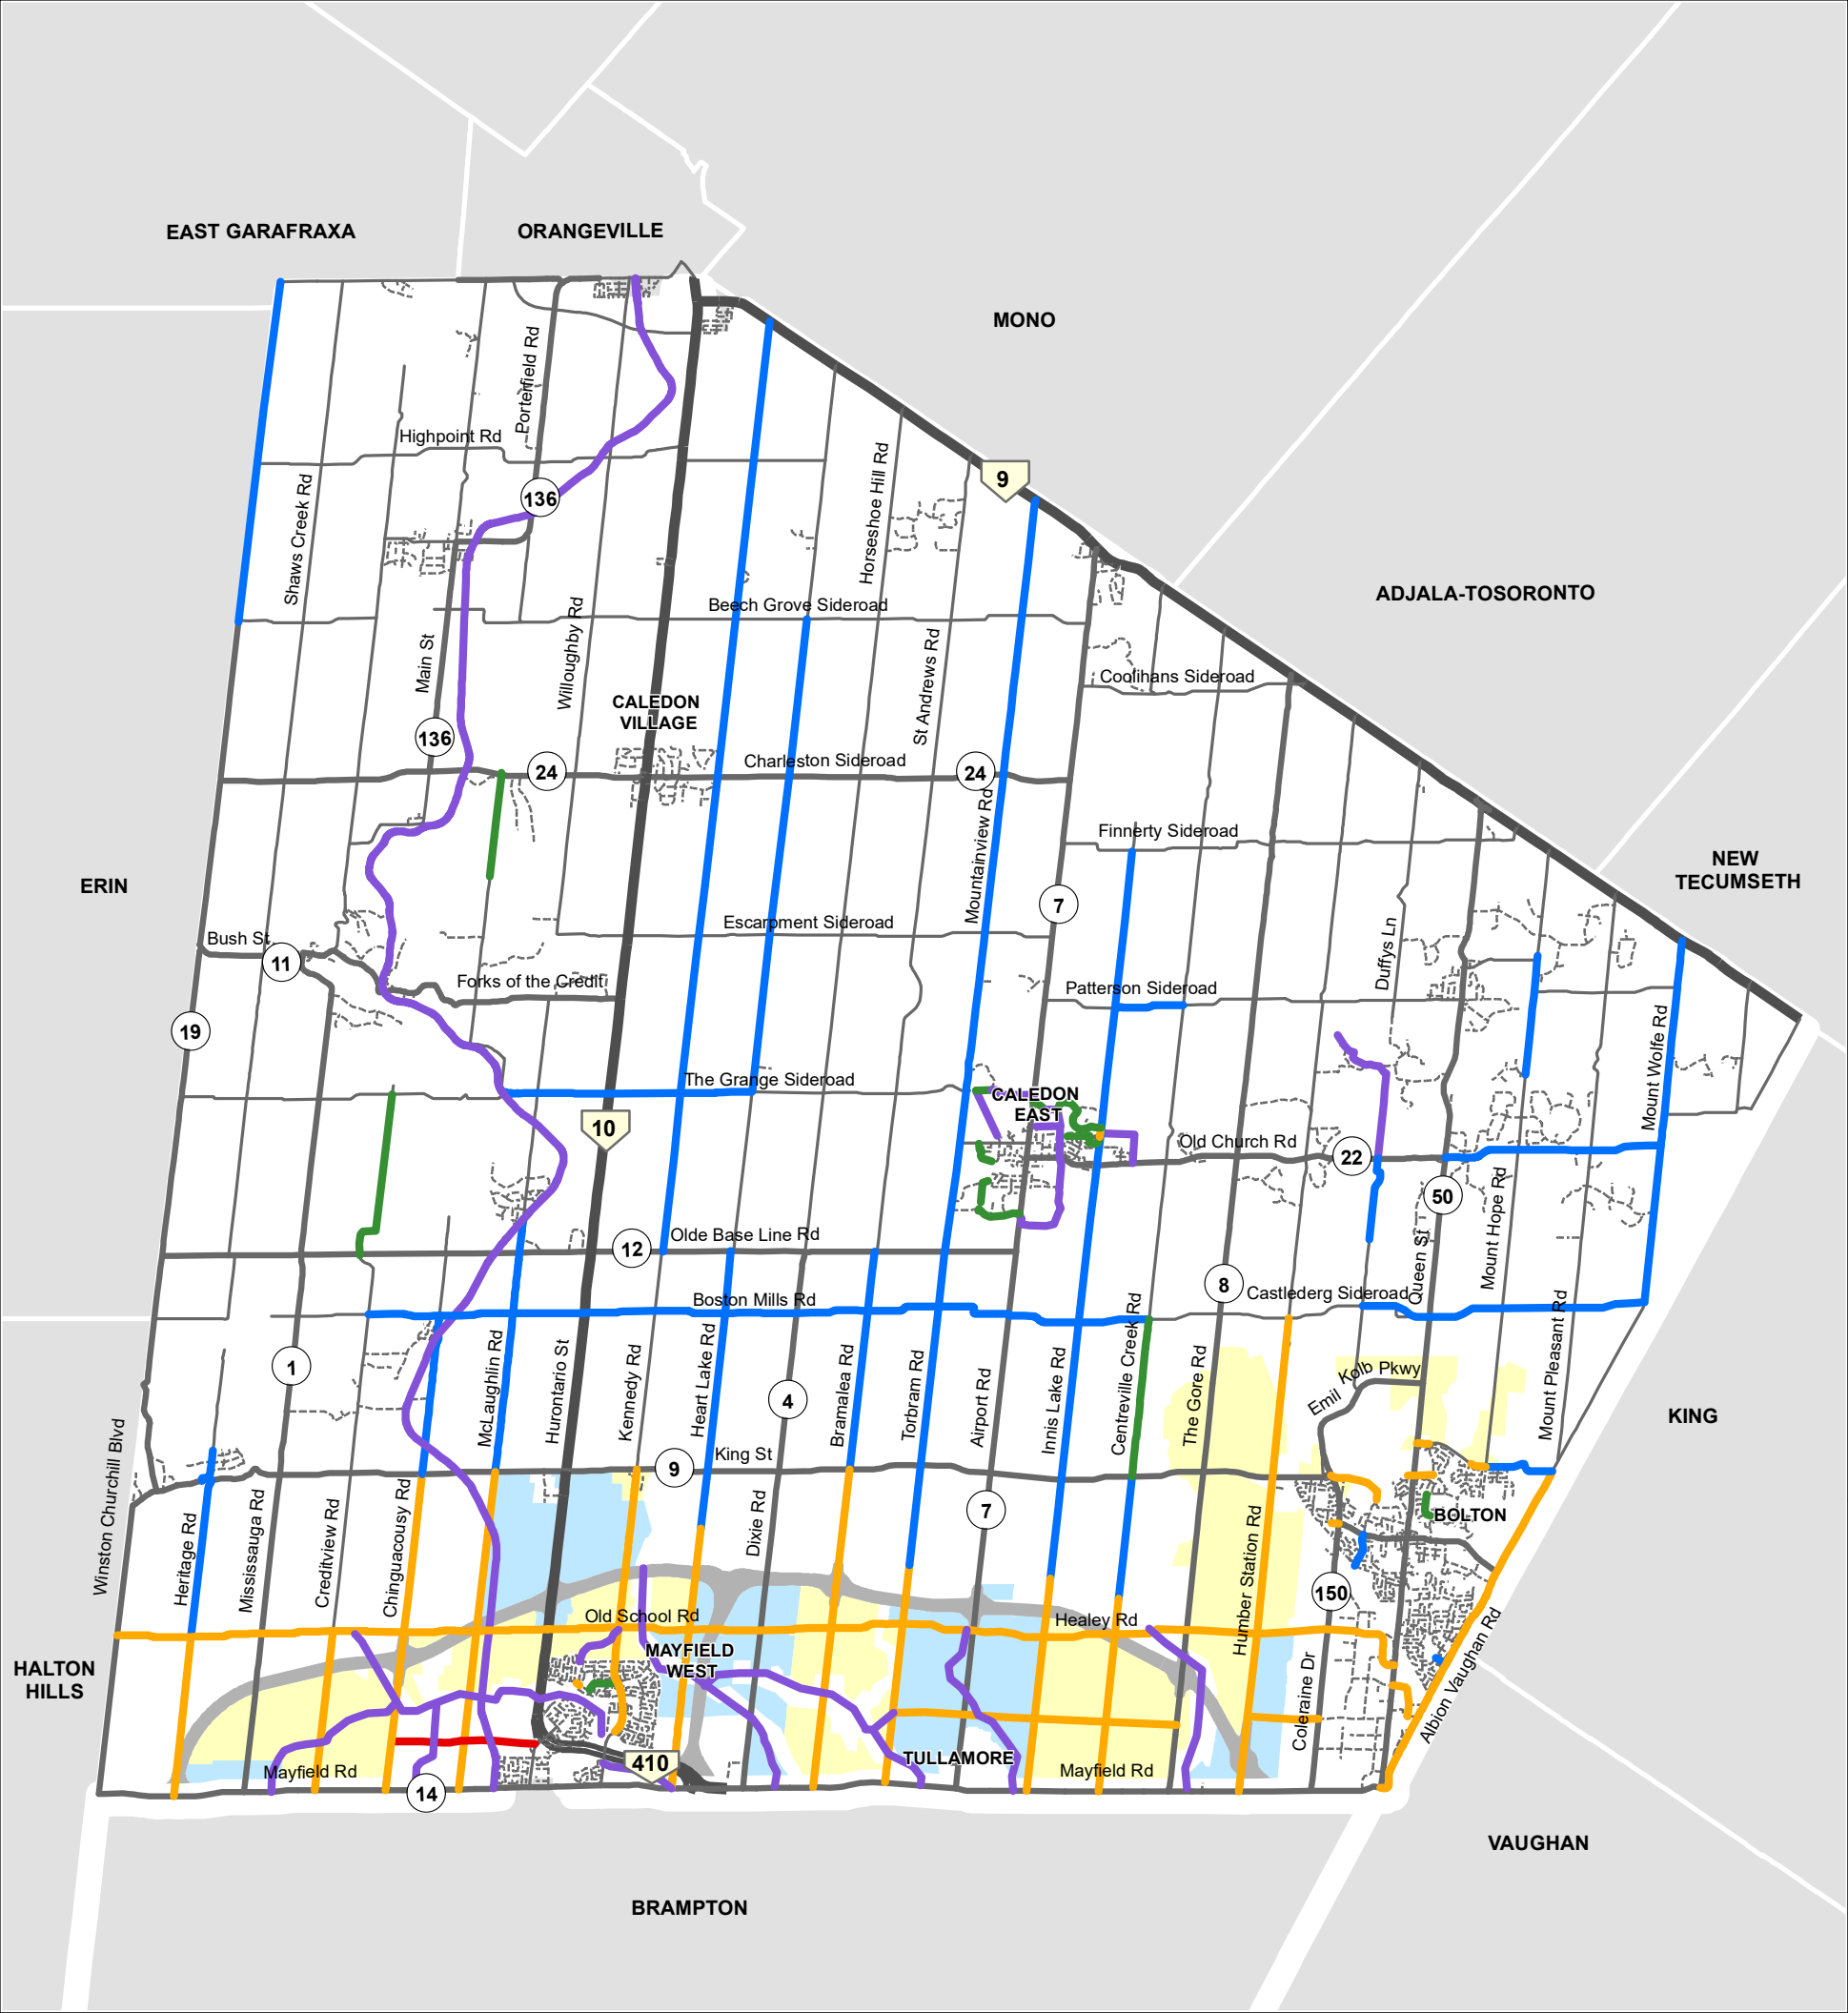 EAST GARAFRAXA
ORANGEVILLE
MONO
Porterfield Rd
Highpoint Rd
136
9
Shaws Creek Rd
Horseshoe Hill Rd
ADJALA-TOSORONTO
Beech Grove Sideroad
Main St
Willoughby Rd
St Andrews Rd
Coolihans Sideroad
CALEDON
VILLAGE
136
24
Charleston Sideroad
24
Mountainview Rd
Finnerty Sideroad
ERIN
NEW
TECUMSETH
7
Escarpment Sideroad
Bush St
11
Duffys Ln
Forks of the Credit
Patterson Sideroad
19
Mount Wolfe Rd
The Grange Sideroad
CALEDON
EAST
10
Old Church Rd
22
50
Mount Hope Rd
12
Olde Base Line Rd
Queen St
8
Castlederg Sideroad
Boston Mills Rd
Mount Pleasant Rd
1
McLaughlin Rd
Hurontario St
Kennedy Rd
Heart Lake Rd
4
Bramalea Rd
Torbram Rd
Airport Rd
Innis Lake Rd
Centreville Creek Rd
The Gore Rd
Emil Kolb Pkwy
KING
Winston Churchill Blvd
9
King St
7
BOLTON
Heritage Rd
Mississauga Rd
Creditview Rd
Chinguacousy Rd
Dixie Rd
Humber Station Rd
150
Old School Rd
Healey Rd
HALTON
HILLS
MAYFIELD
WEST
Coleraine Dr
Albion Vaughan Rd
TULLAMORE
410
Mayfield Rd
Mayfield Rd
14
VAUGHAN
BRAMPTON